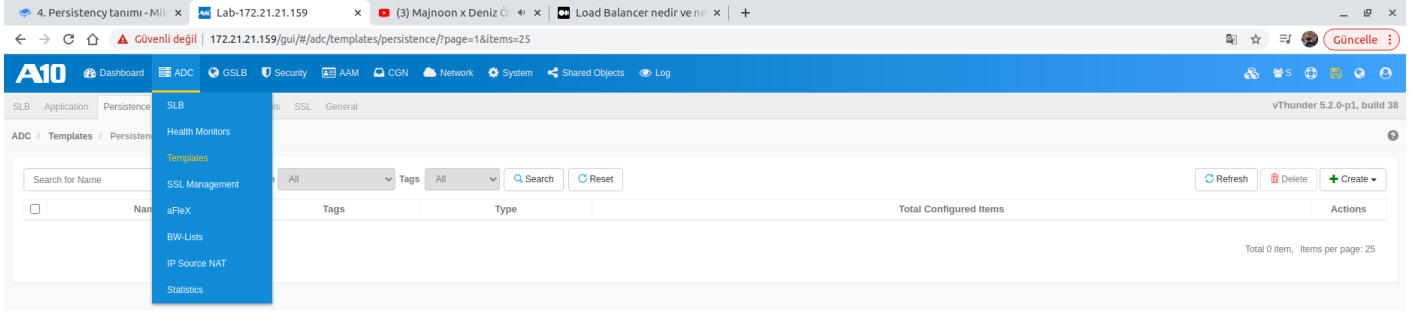 4. Persistency tanımı - Mik
Lab-172.21.21.159
(3) Majnoon x Deniz Ö
Load Balancer nedir ve ne
Güvenli değil | 172.21.21.159/gui/#/adc/templates/persistence/?page=1&items=25
Güncelle
A10 Dashboard ADC GSLB Security AAM CGN Network System Shared Objects Log S
SLB Application Persistence SSL General vThunder 5.2.0-p1, build 38
ADC / Templates / Persisten
SLB
Health Monitors
Templates
SSL Management
aFleX
BW-Lists
IP Source NAT
Statistics
Search for Name All Tags All Search Reset Refresh Delete + Create
Nam Tags Type Total Configured Items Actions
Total 0 item, Items per page: 25